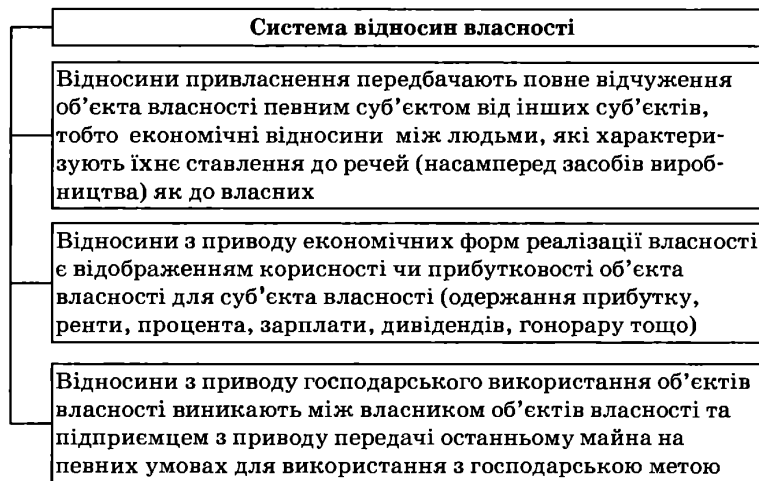 Система відносин власності
Відносини привласнення передбачають повне відчуження
об’єкта власності певним суб’єктом від інших суб’єктів,
тобто економічні відносини між людьми, які характери-
зують їхнє ставлення до речей (насамперед засобів вироб-
ництва) як до власних
Відносини з приводу економічних форм реалізації власності
є відображенням корисності чи прибутковості об’єкта
власності для суб’єкта власності (одержання прибутку,
ренти, процента, зарплати, дивідендів, гонорару тощо)
Відносини з приводу господарського використання об’єктів
власності виникають між власником об’єктів власності та
підприємцем з приводу передачі останньому майна на
певних умовах для використання з господарською метою